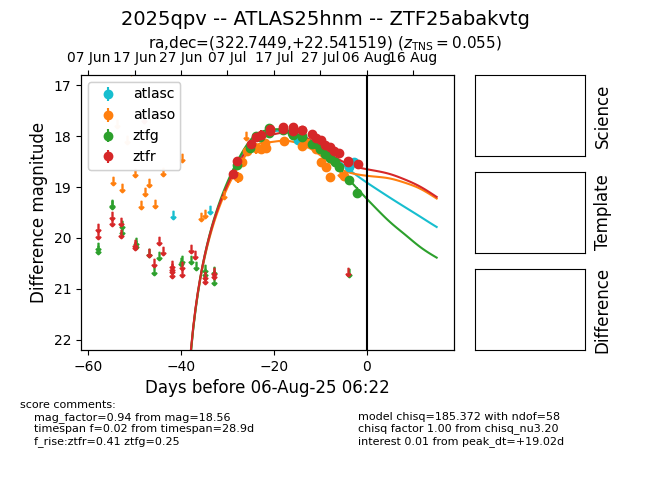 2025qpv -- ATLAS25hnm -- ZTF25abakvtg
ra,dec=(322.7449,+22.541519) (z_TNS = 0.055)
07 Jun 17 Jun 27 Jun 07 Jul 17 Jul 27 Jul 06 Aug 16 Aug
17
18
19
20
21
22
Difference magnitude
atlasc
atlaso
ztfg
ztfr
−60 −40 −20 0
Days before 06-Aug-25 06:22
Science
Template
Difference
score comments:
mag_factor=0.94 from mag=18.56
timespan f=0.02 from timespan=28.9d
f_rise:ztfr=0.41 ztfg=0.25
model chisq=185.372 with ndof=58
chisq factor 1.00 from chisq_nu3.20
interest 0.01 from peak_dt=+19.02d